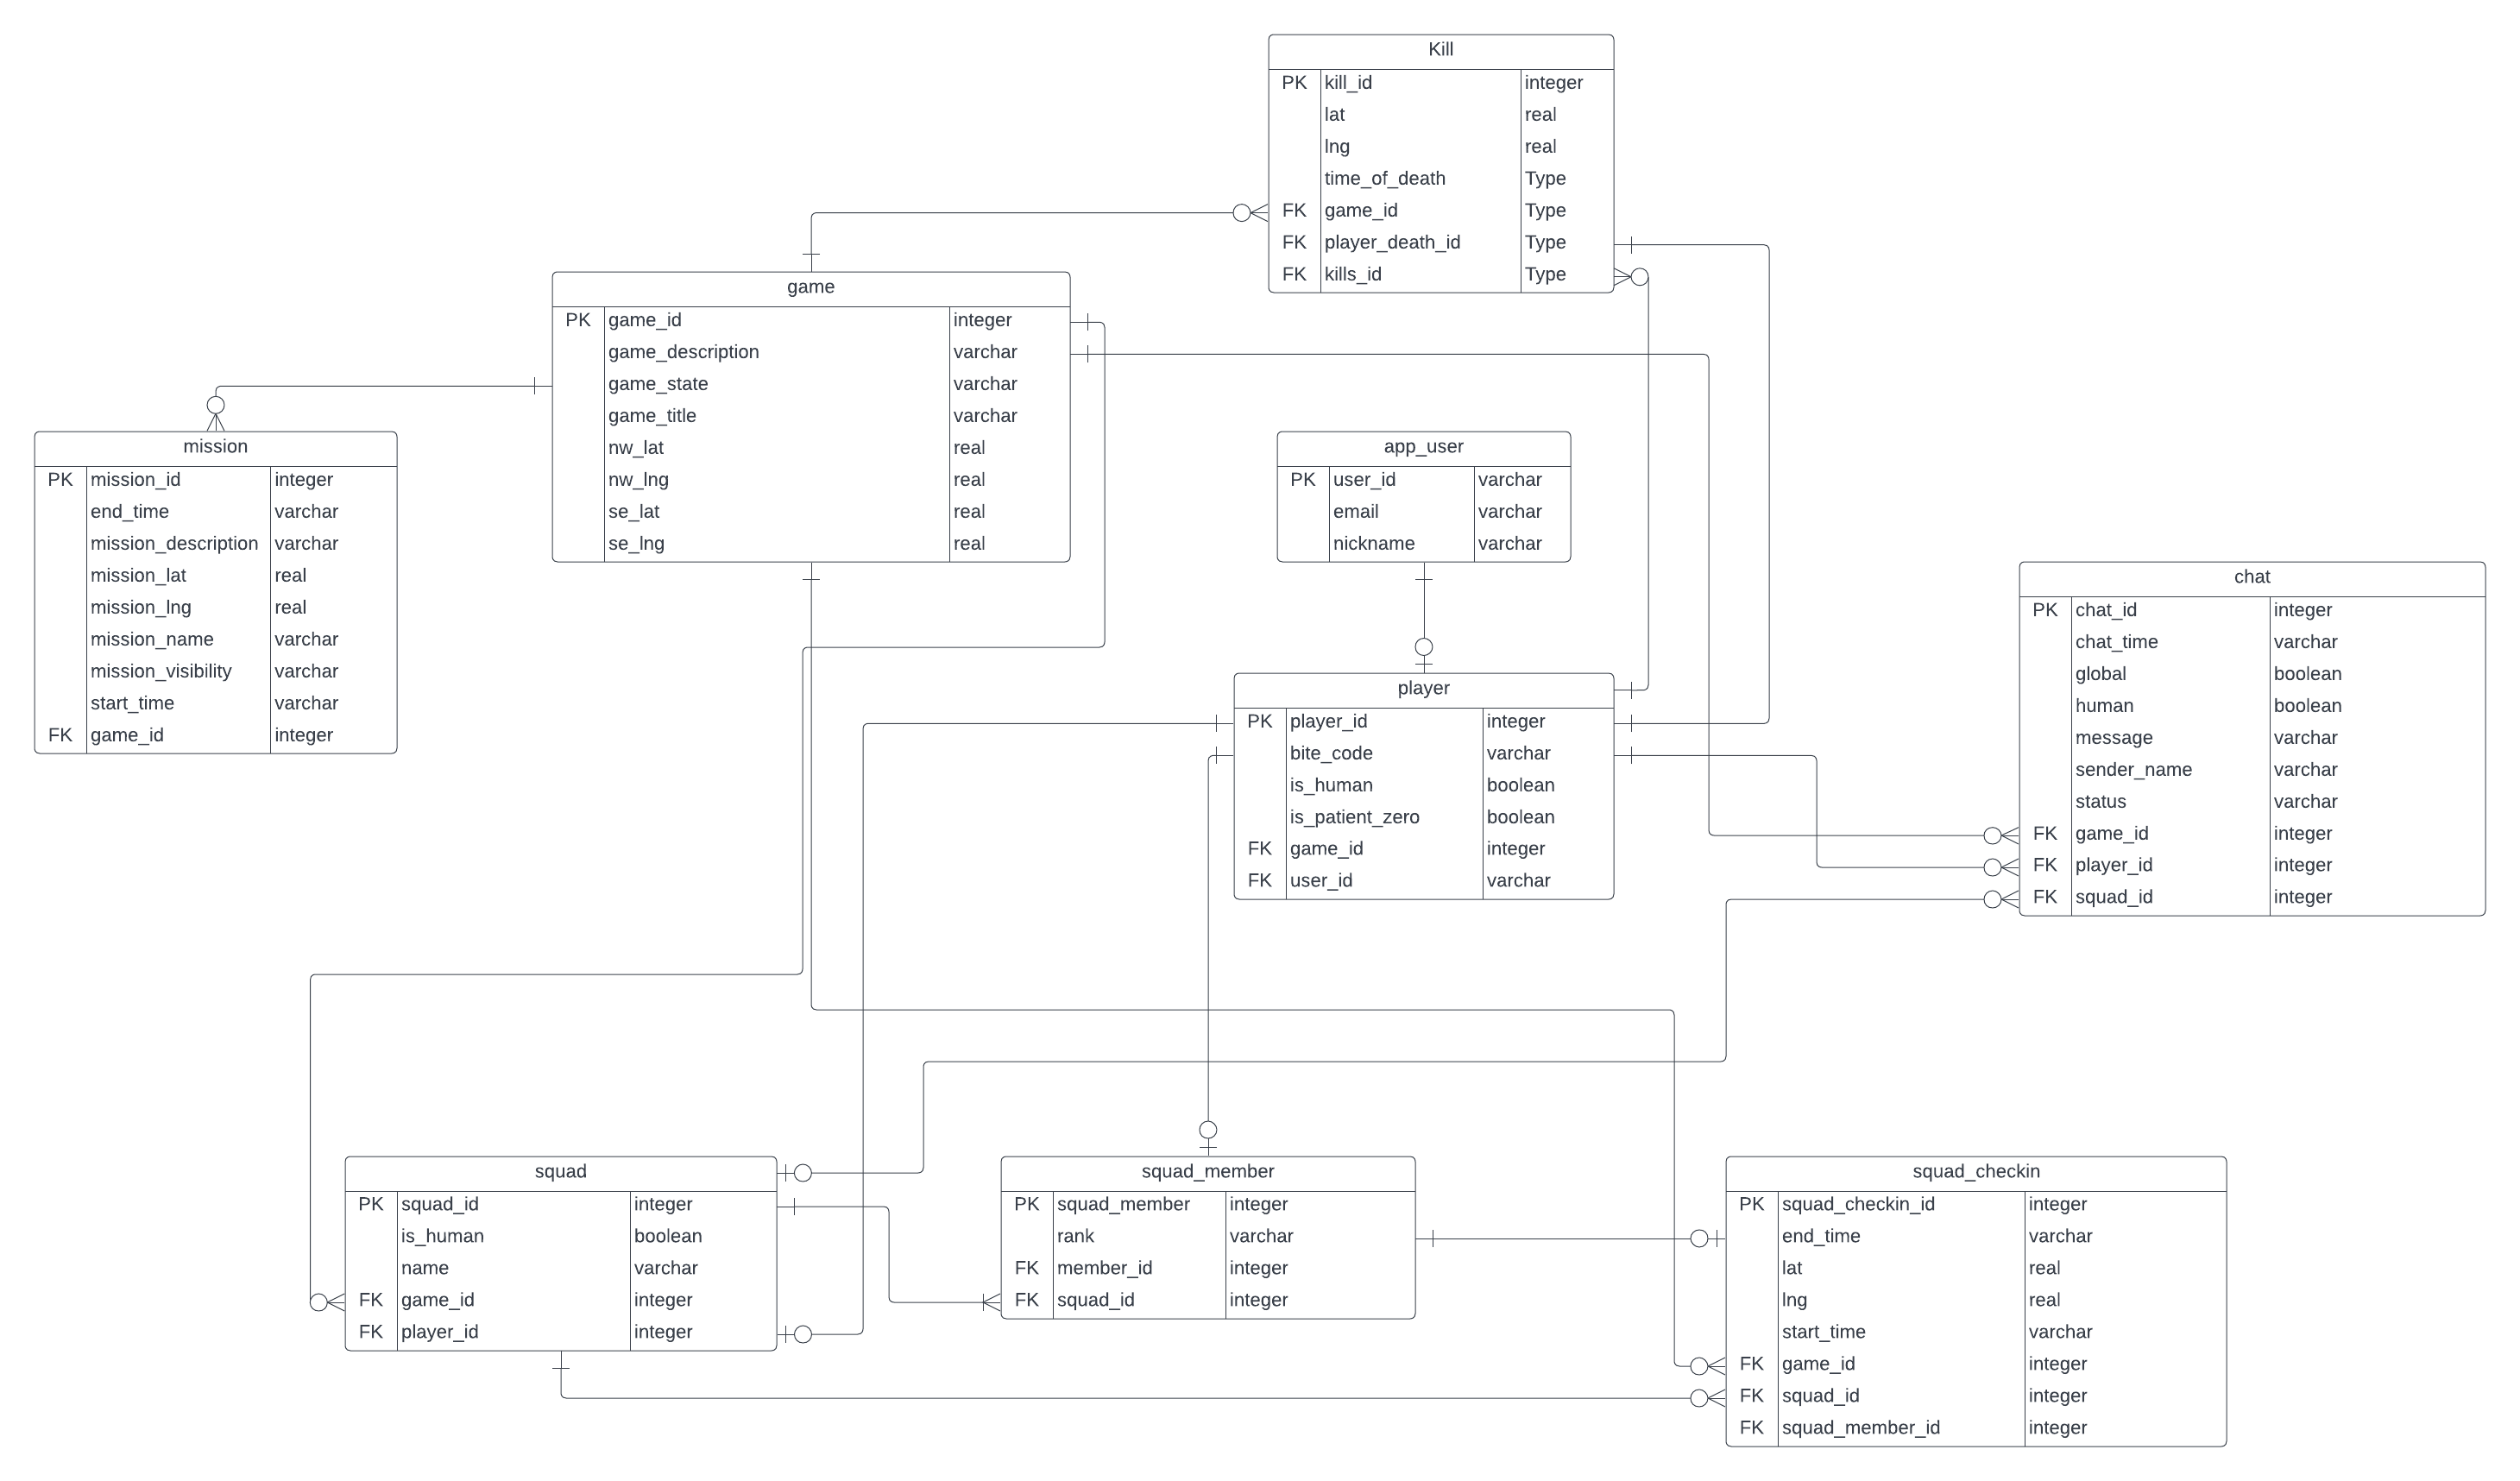 Kill
PK kill_id integer
lat real
lng real
time_of_death Type
FK game_id Type
FK player_death_id Type
FK kills_id Type
game
PK game_id integer
game_description varchar
game_state varchar
game_title varchar
nw_lat real
nw_lng real
se_lat real
se_lng real
mission
PK mission_id integer
end_time varchar
mission_description varchar
mission_lat real
mission_lng real
mission_name varchar
mission_visibility varchar
start_time varchar
FK game_id integer
app_user
PK user_id varchar
email varchar
nickname varchar
player
PK player_id integer
bite_code varchar
is_human boolean
is_patient_zero boolean
FK game_id integer
FK user_id varchar
chat
PK chat_id integer
chat_time varchar
global boolean
human boolean
message varchar
sender_name varchar
status varchar
FK game_id integer
FK player_id integer
FK squad_id integer
squad
PK squad_id integer
is_human boolean
name varchar
FK game_id integer
FK player_id integer
squad_member
PK squad_member integer
rank varchar
FK member_id integer
FK squad_id integer
squad_checkin
PK squad_checkin_id integer
end_time varchar
lat real
lng real
start_time varchar
FK game_id integer
FK squad_id integer
FK squad_member_id integer